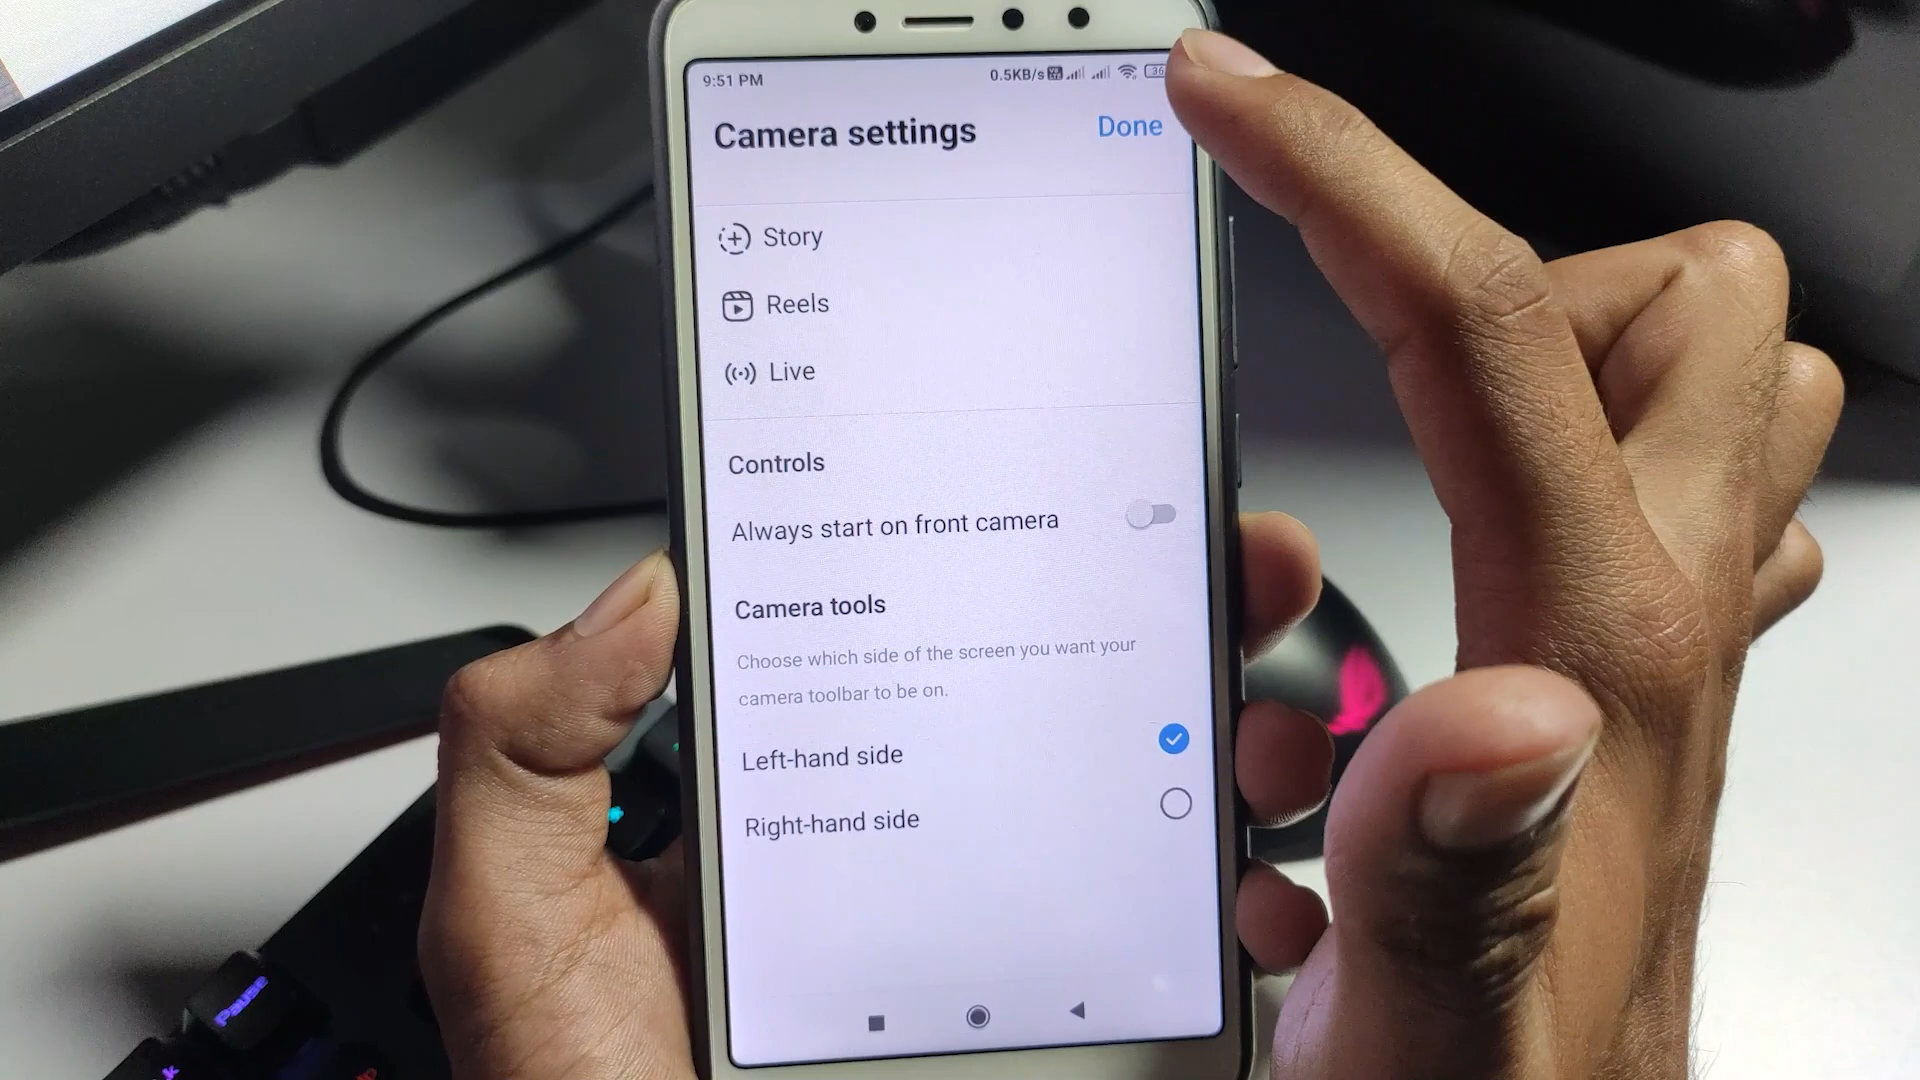 9:51 PM 0.5KB/s 36
Camera settings Done
Story
Reels
Live
Controls
Always start on front camera
Camera tools
Choose which side of the screen you want your
camera toolbar to be on.
Left-hand side
Right-hand side
Pause